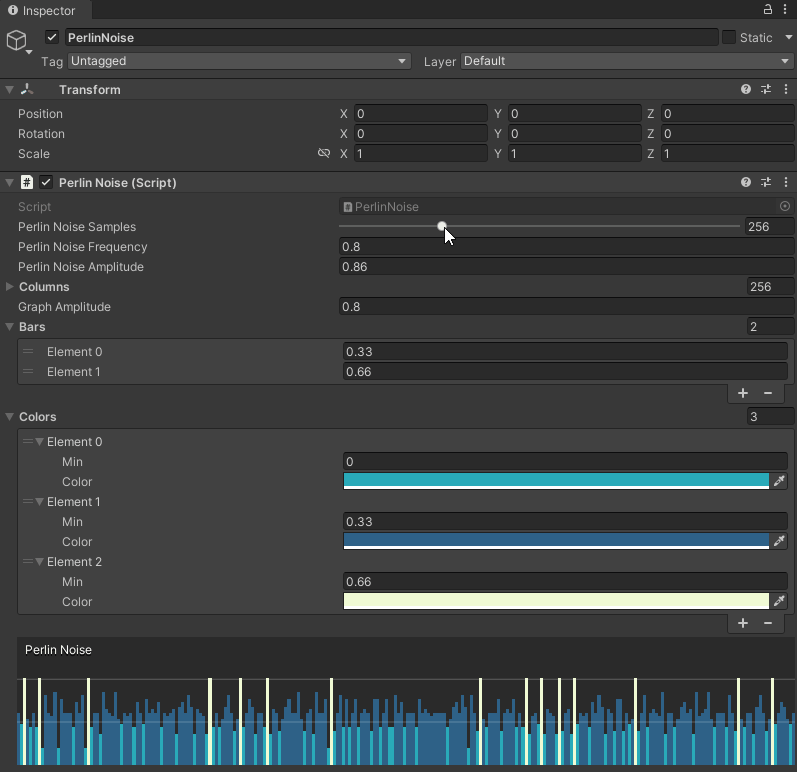 Inspector
PerlinNoise Static
Tag Untagged Layer Default
Transform
Position X 0 Y 0 Z 0
Rotation X 0 Y 0 Z 0
Scale X 1 Y 1 Z 1
# Perlin Noise (Script)
Script # PerlinNoise
Perlin Noise Samples 256
Perlin Noise Frequency 0.8
Perlin Noise Amplitude 0.86
Columns 256
Graph Amplitude 0.8
Bars 2
Element 0 0.33
Element 1 0.66
+ −
Colors 3
Element 0
Min 0
Color
Element 1
Min 0.33
Color
Element 2
Min 0.66
Color
+ −
Perlin Noise